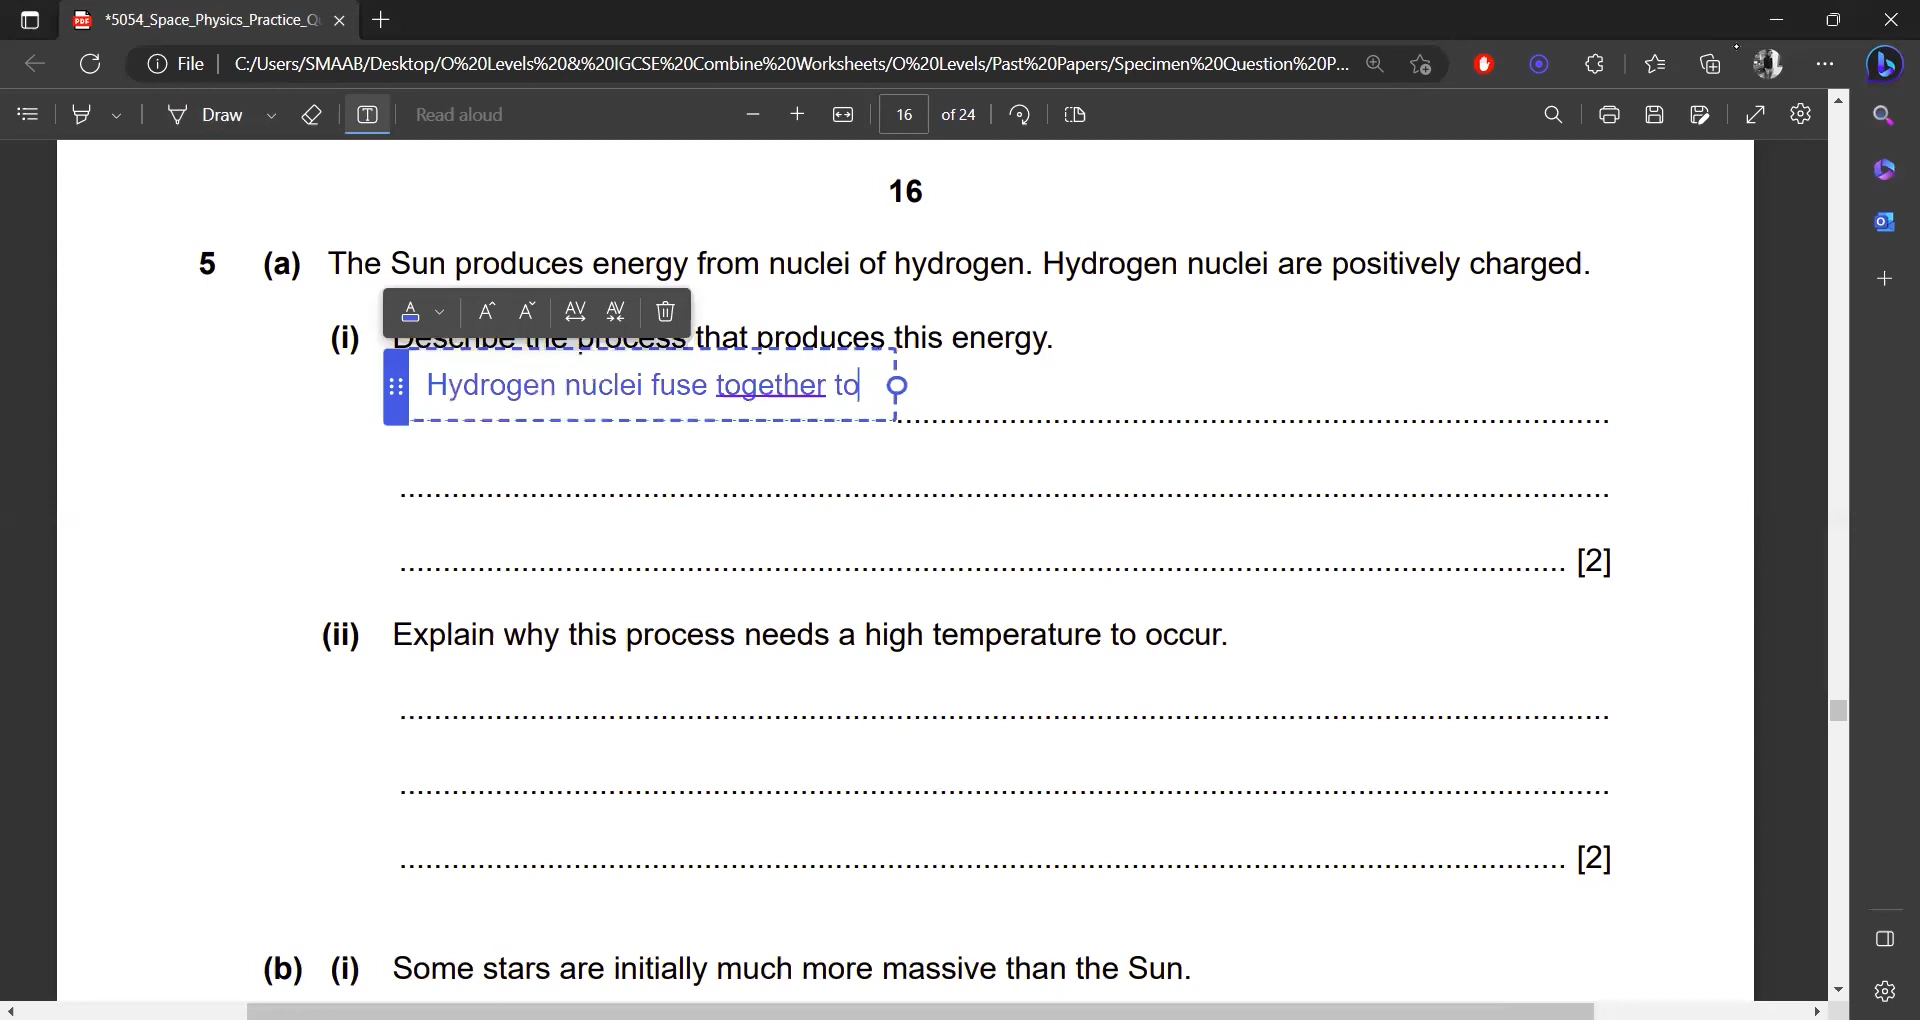 *5054_Space_Physics_Practice_Q
File
C:/Users/SMAAB/Desktop/O%20Levels%20&%20IGCSE%20Combine%20Worksheets/O%20Levels/Past%20Papers/Specimen%20Question%20P...
Draw
Read aloud
16 of 24
16
5 (a) The Sun produces energy from nuclei of hydrogen. Hydrogen nuclei are positively charged.
(i) Describe the process that produces this energy.
Hydrogen nuclei fuse together to
[2]
(ii) Explain why this process needs a high temperature to occur.
[2]
(b) (i) Some stars are initially much more massive than the Sun.